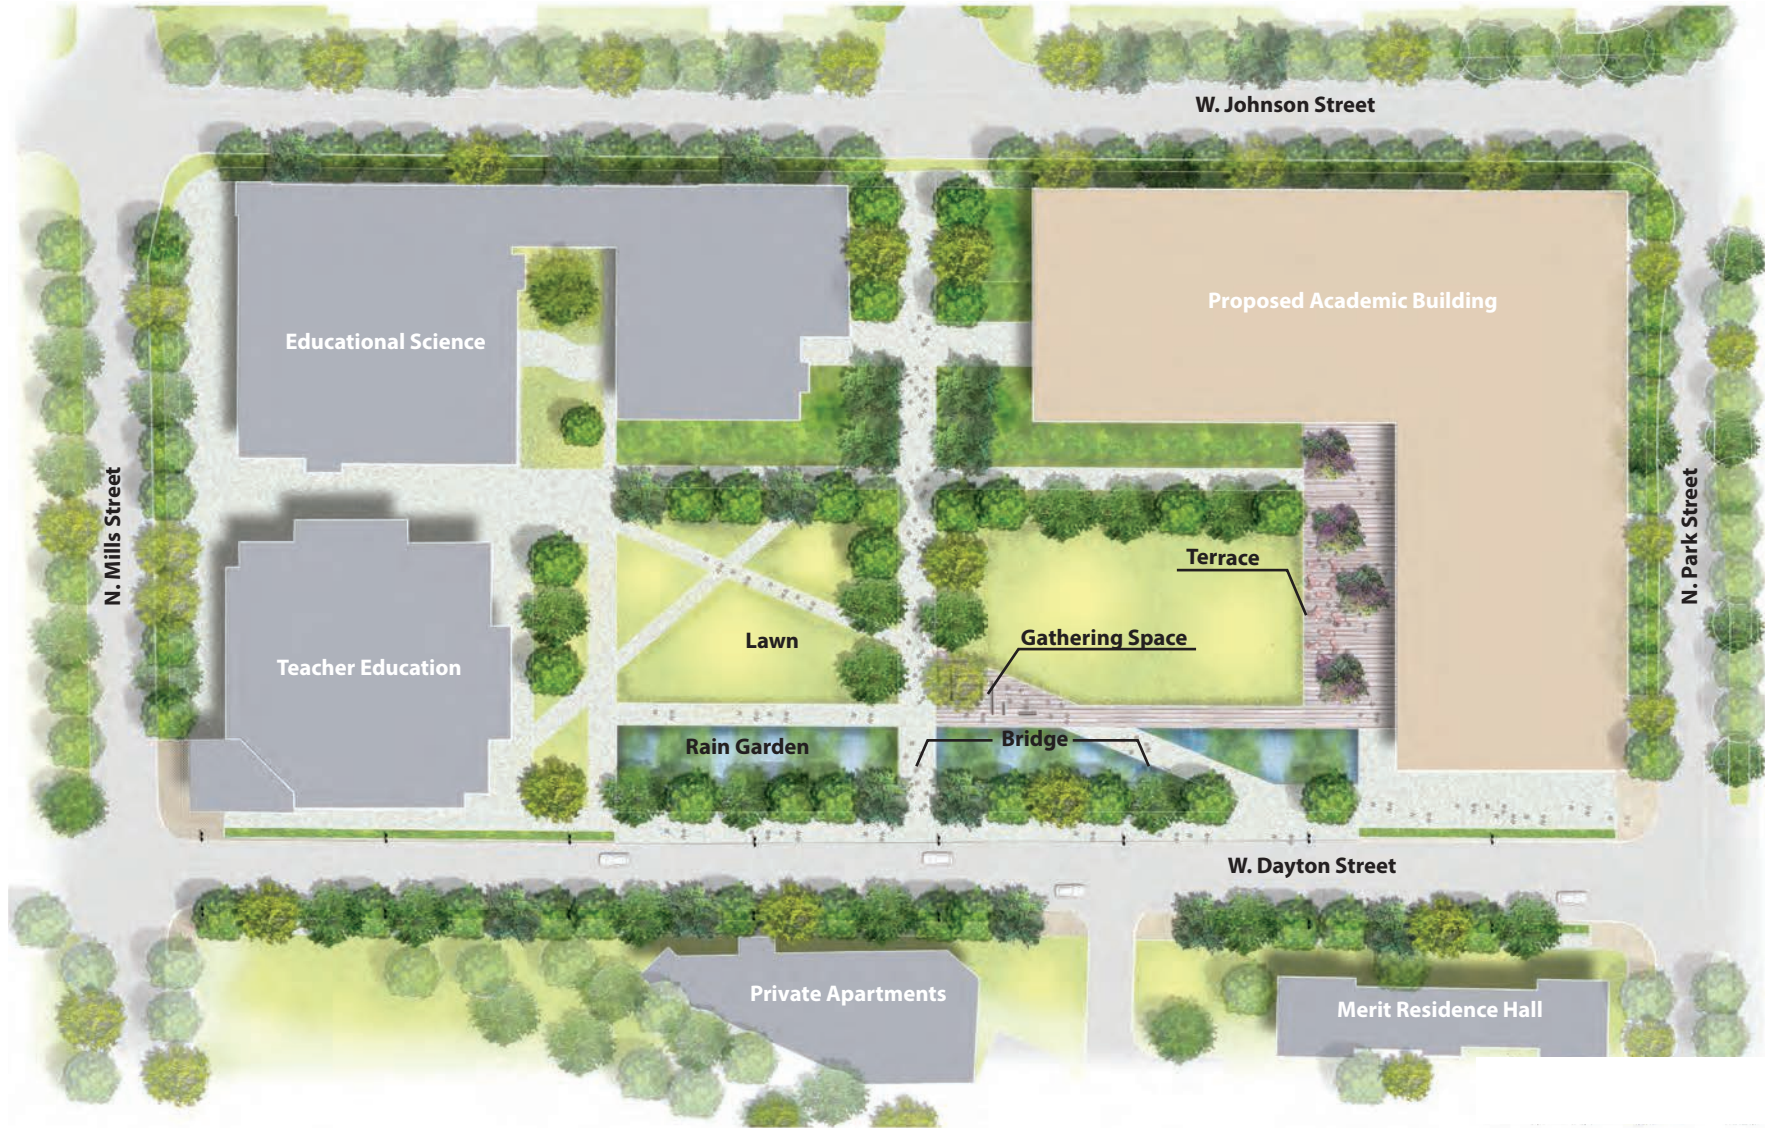 W. Johnson Street
Proposed Academic Building
Educational Science
N. Mills Street
N. Park Street
Terrace
Gathering Space
Lawn
Teacher Education
Rain Garden
Bridge
W. Dayton Street
Private Apartments
Merit Residence Hall